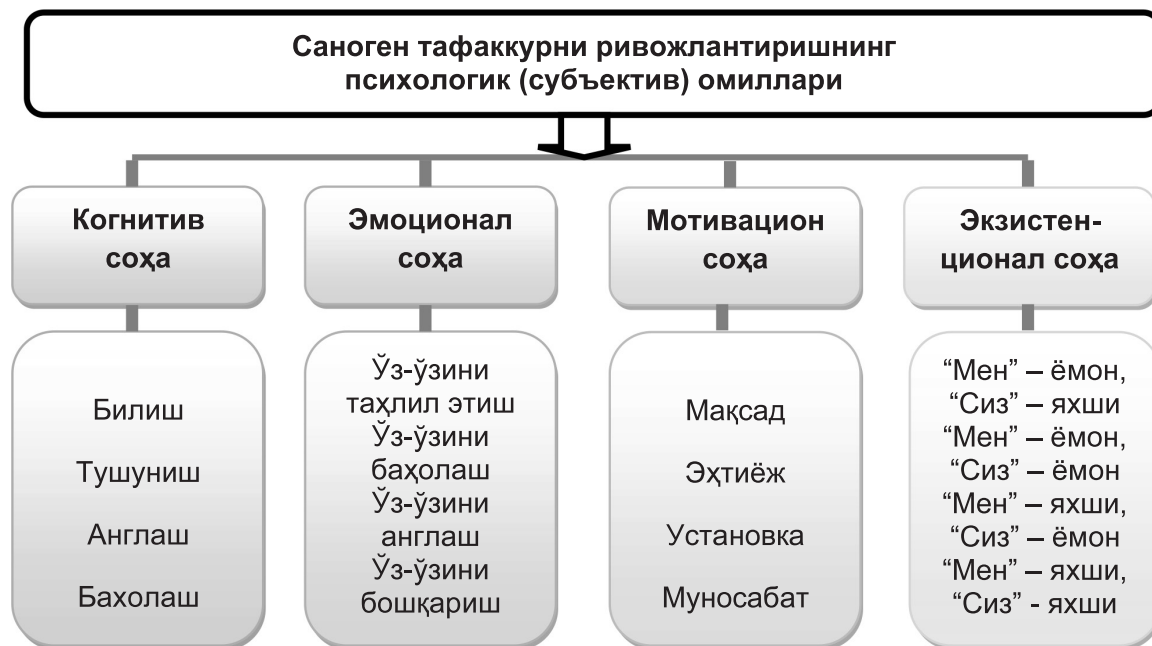 Саноген тафаккурни ривожлантиришнинг
психологик (субъектив) омиллари
Когнитив
соҳа
Эмоционал
соҳа
Мотивацион
соҳа
Экзистен-
ционал соҳа
Билиш
Тушуниш
Англаш
Бахолаш
Ўз-ўзини
таҳлил этиш
Ўз-ўзини
баҳолаш
Ўз-ўзини
англаш
Ўз-ўзини
бошқариш
Мақсад
Эҳтиёж
Установка
Муносабат
“Мен” – ёмон,
“Сиз” – яхши
“Мен” – ёмон,
“Сиз” – ёмон
“Мен” – яхши,
“Сиз” – ёмон
“Мен” – яхши,
“Сиз” - яхши